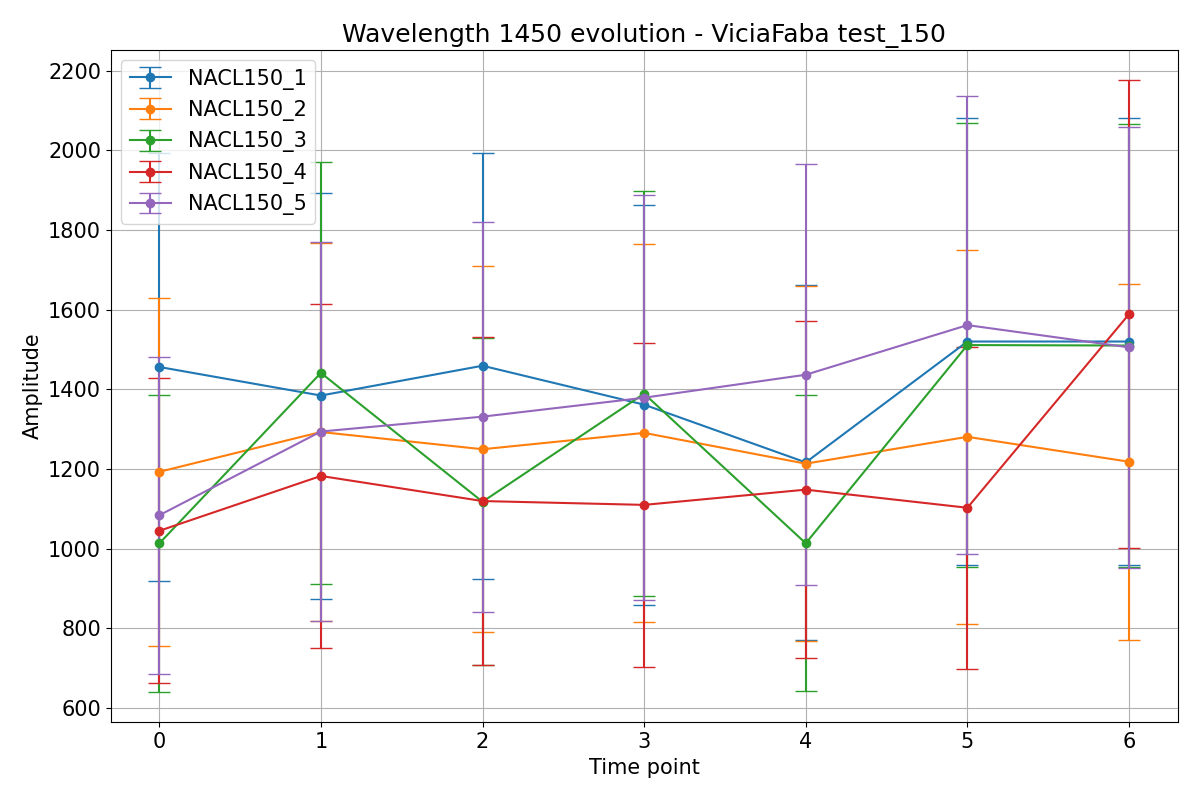 Wavelength 1450 evolution - ViciaFaba test_150
NACL150_1
NACL150_2
NACL150_3
NACL150_4
NACL150_5
Amplitude
2200
2000
1800
1600
1400
1200
1000
800
600
0 1 2 3 4 5 6
Time point